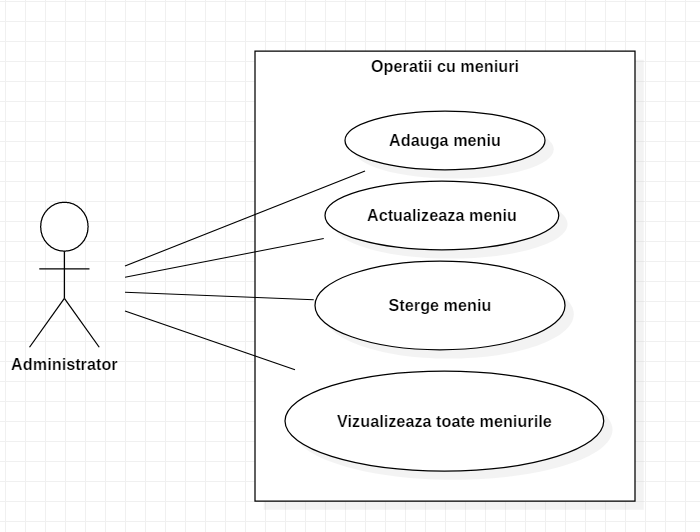 Operatii cu meniuri
Adauga meniu
Actualizeaza meniu
Sterge meniu
Administrator
Vizualizeaza toate meniurile